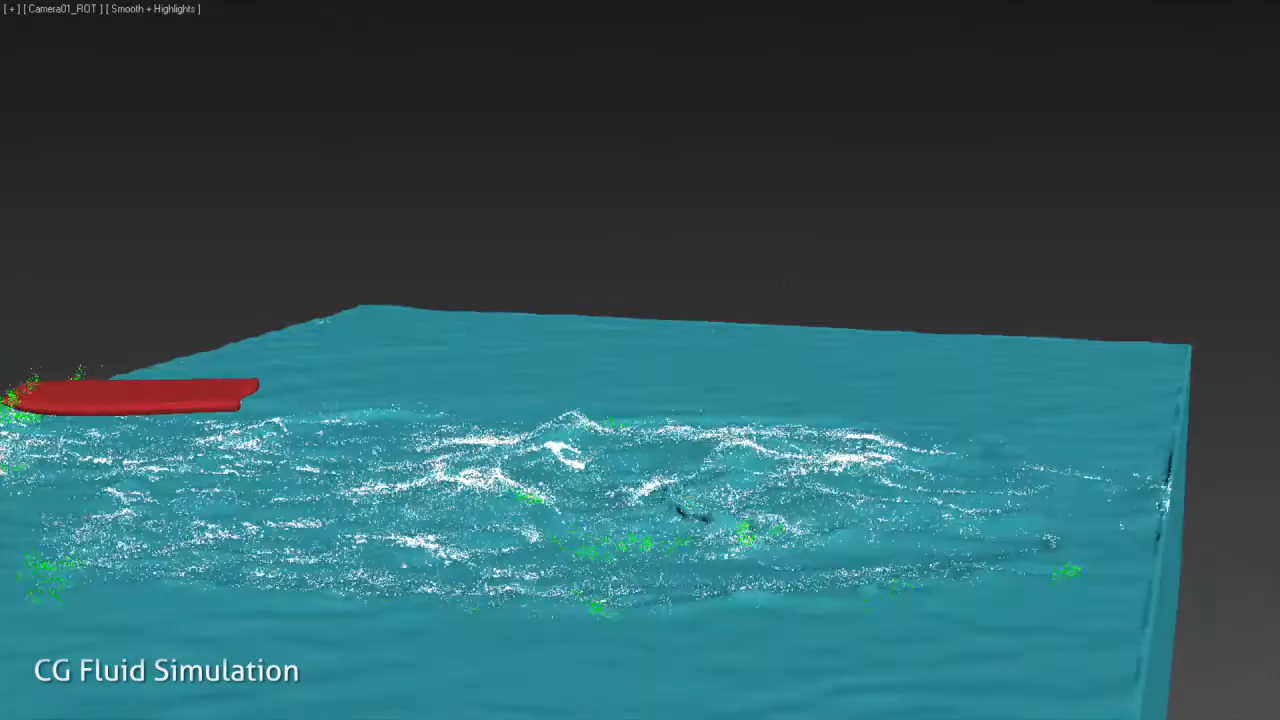 [ + ] [ Camera01_ROT ] [ Smooth + Highlights ]
CG Fluid Simulation